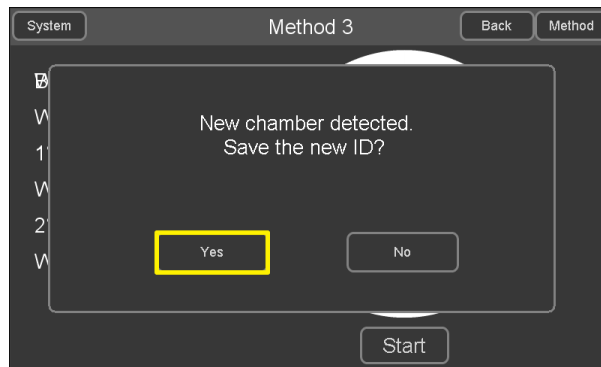 System
Method 3
Back
Method
New chamber detected.
Save the new ID?
Yes
No
Start